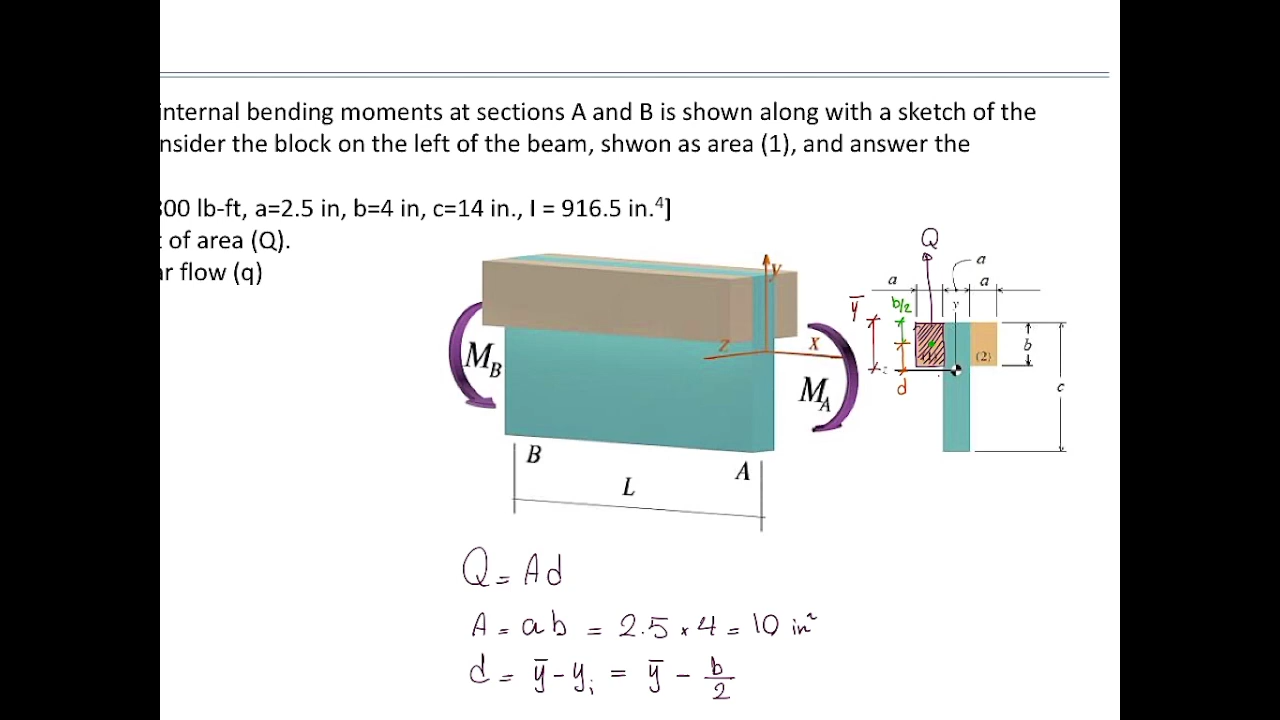 internal bending moments at sections A and B is shown along with a sketch of the
nsider the block on the left of the beam, shwon as area (1), and answer the
00 lb-ft, a=2.5 in, b=4 in, c=14 in., I = 916.5 in.⁴]
of area (Q).
ar flow (q)
Q
a
a
a
y
b/2
y̅
y
z
x
b
(1)
(2)
z
M_B
M_A
d
c
B
A
L
Q = Ad
A = ab = 2.5 × 4 = 10 in²
d = y̅ - yᵢ = y̅ - b/2